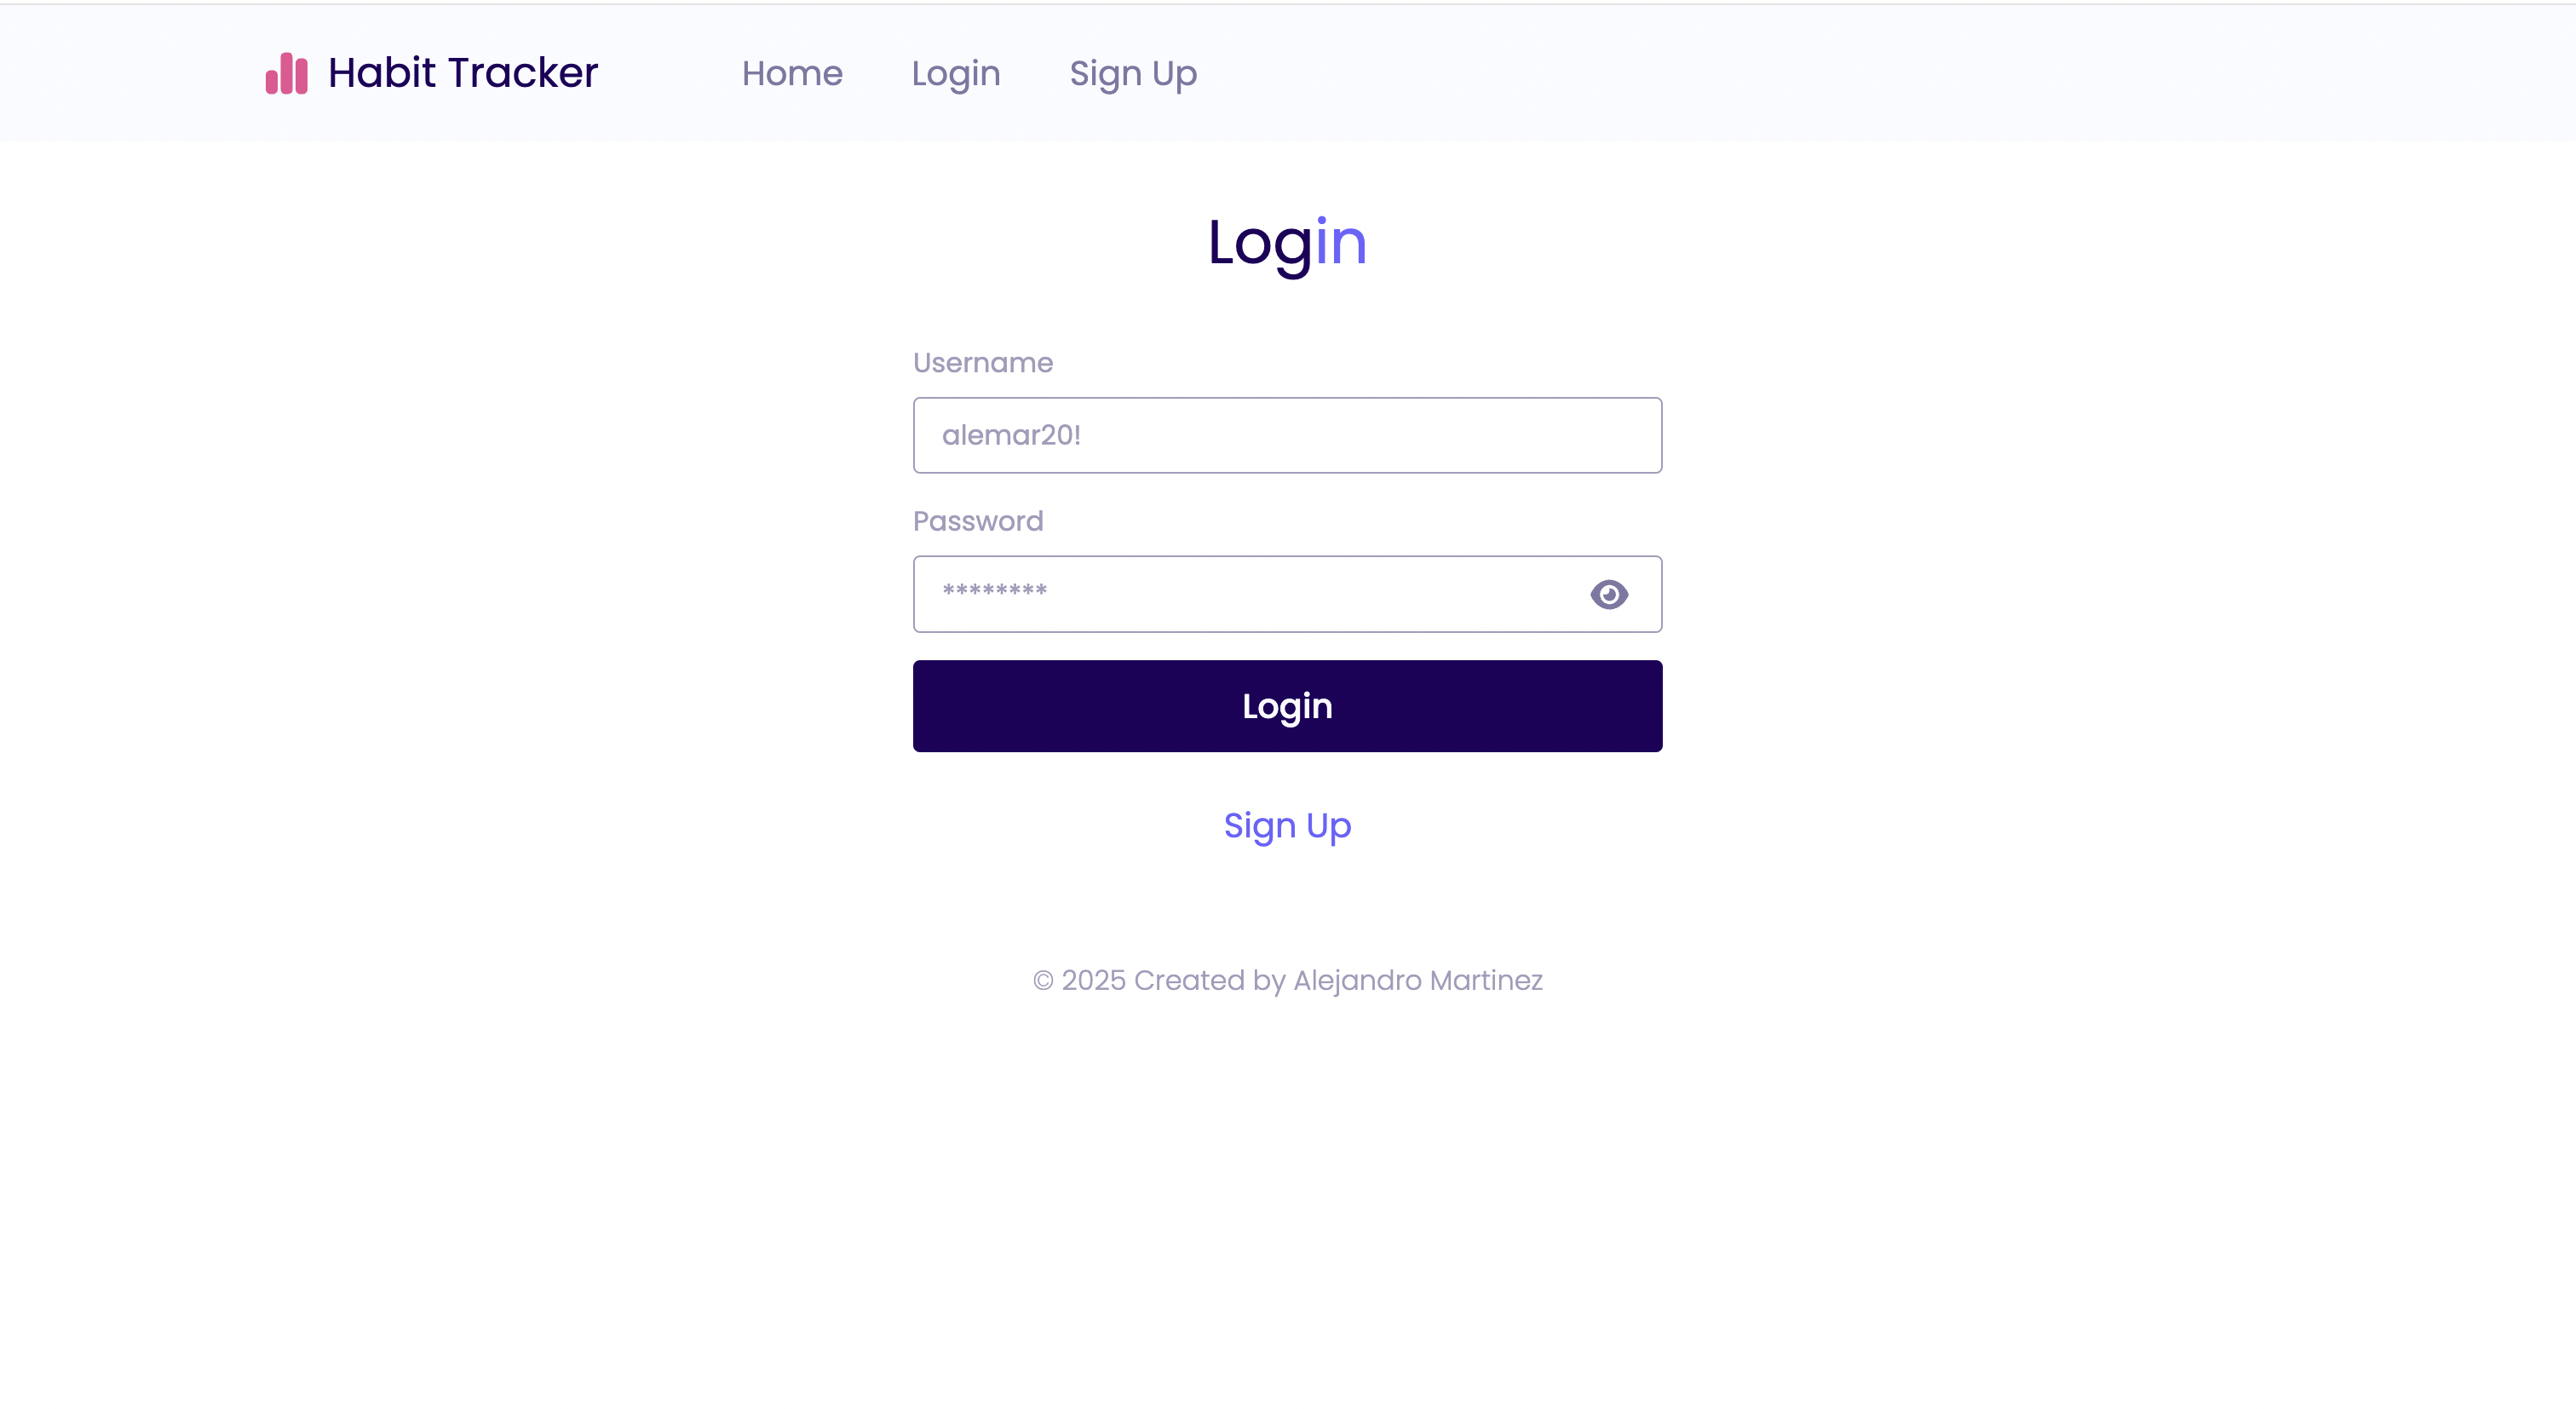 Habit Tracker Home Login Sign Up
Login
Username
alemar20!
Password
********
Login
Sign Up
© 2025 Created by Alejandro Martinez